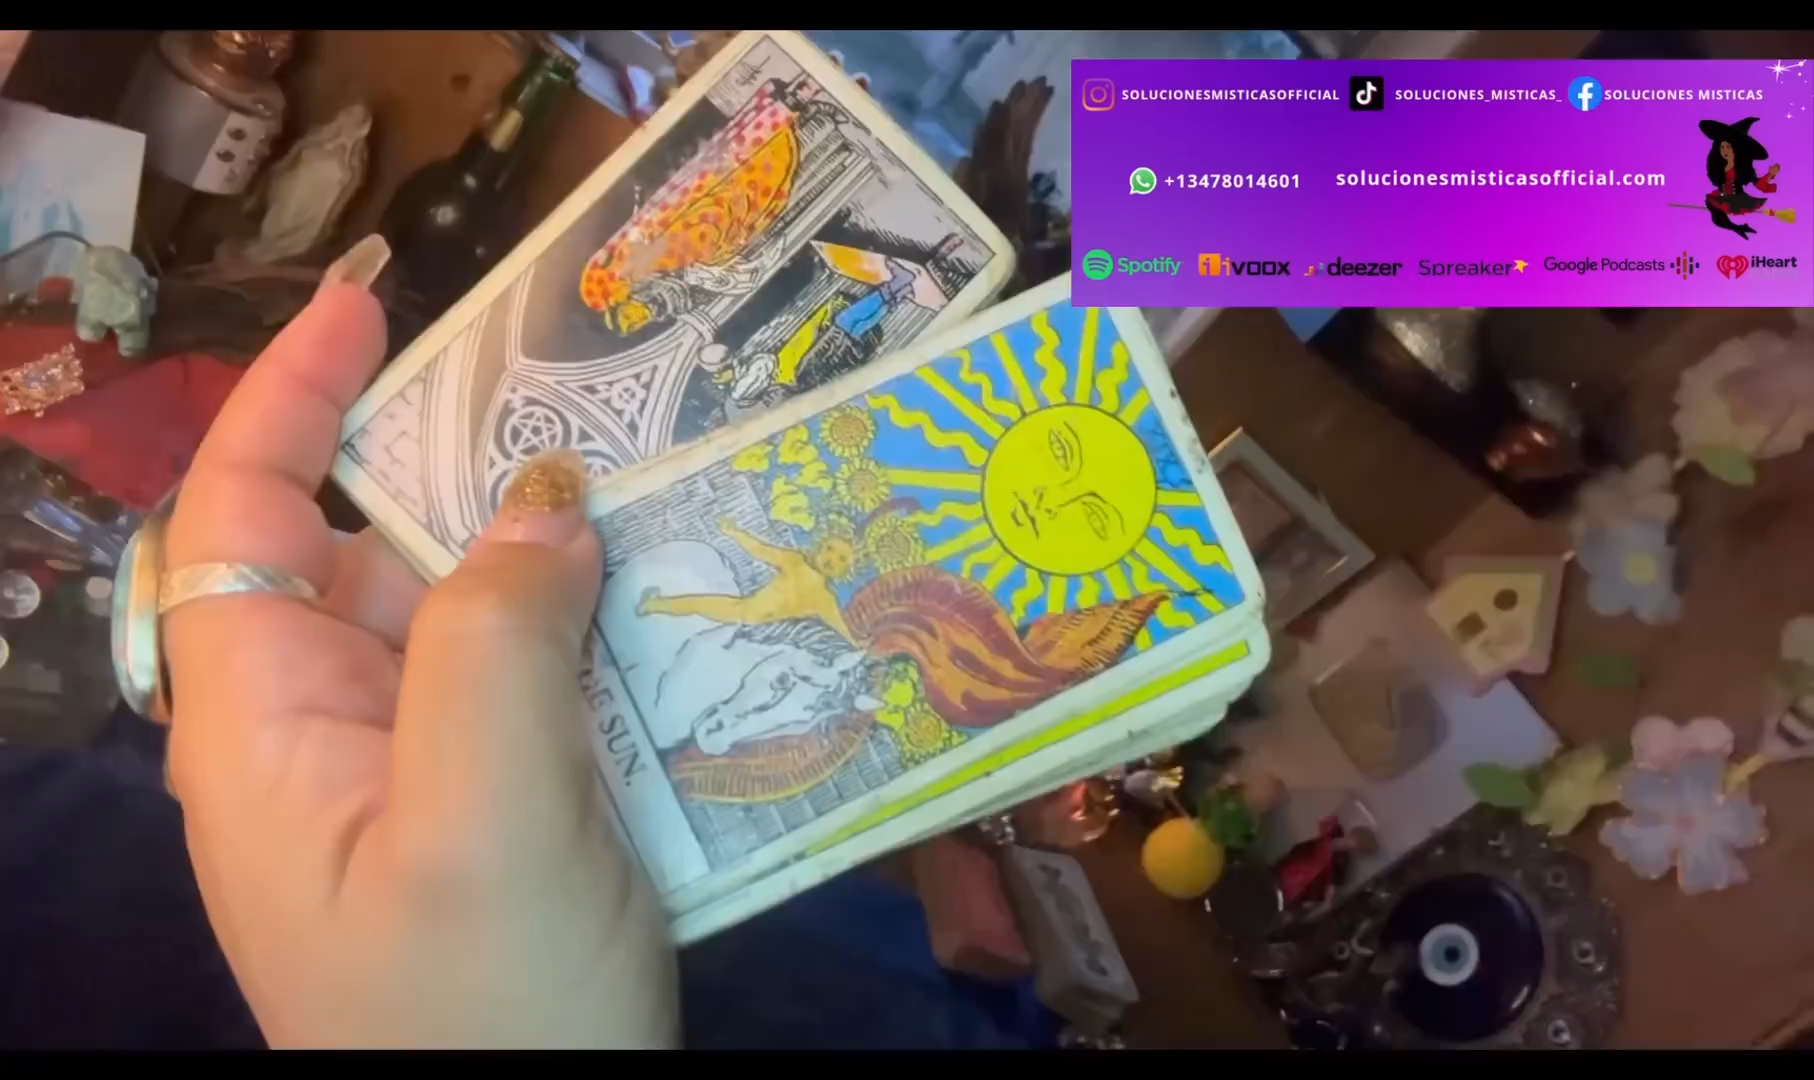 SOLUCIONESMISTICASOFFICIAL SOLUCIONES_MISTICAS_ SOLUCIONES MISTICAS
+13478014601 solucionesmisticasofficial.com
Spotify iVOOX deezer Spreaker Google Podcasts iHeart
THE SUN.